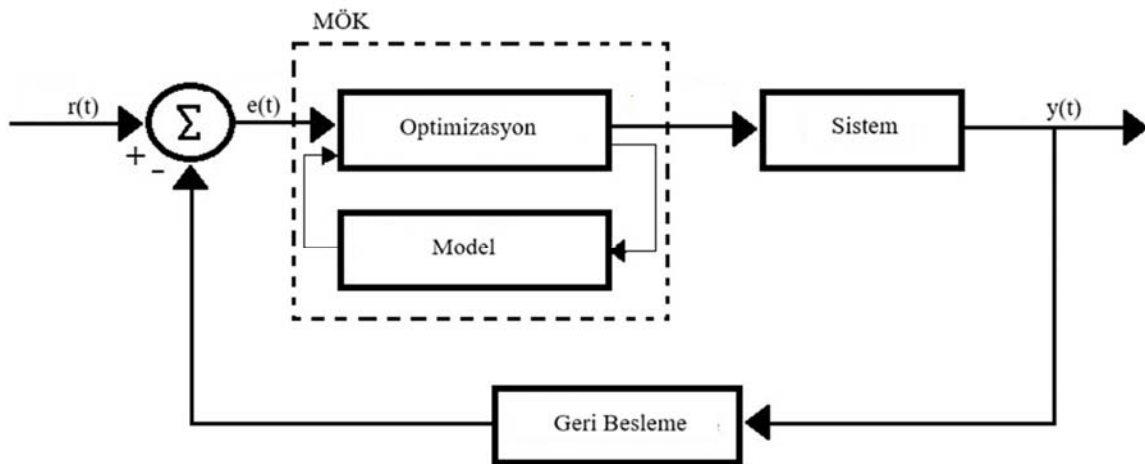 MÖK
r(t)
Σ
e(t)
Optimizasyon
Sistem
y(t)
+
-
Model
Geri Besleme